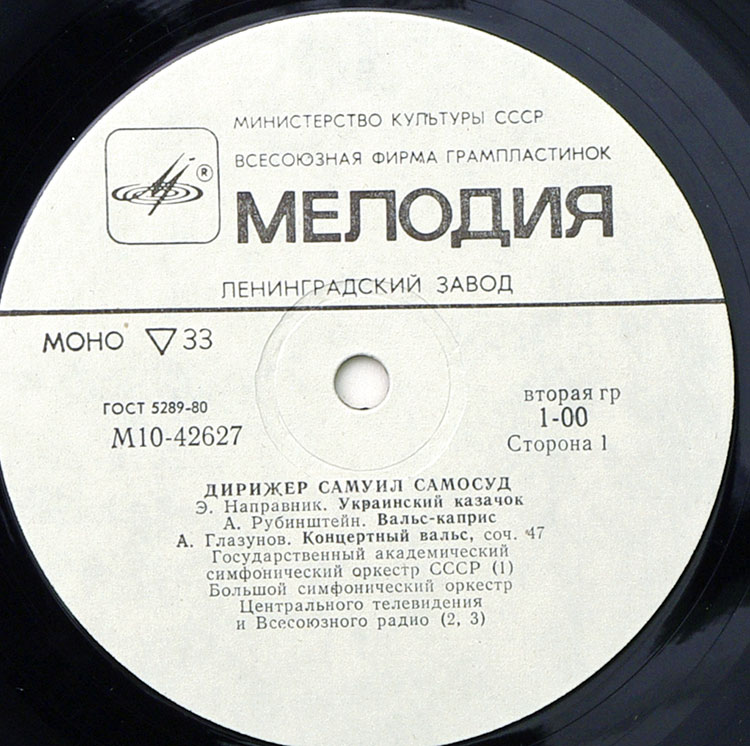 МИНИСТЕРСТВО КУЛЬТУРЫ СССР
®
ВСЕСОЮЗНАЯ ФИРМА ГРАМПЛАСТИНОК
МЕЛОДИЯ
ЛЕНИНГРАДСКИЙ ЗАВОД
МОНО ▽ 33
ГОСТ 5289-80
М10-42627
вторая гр
1-00
Сторона 1
ДИРИЖЕР САМУИЛ САМОСУД
Э. Направник. Украинский казачок
А. Рубинштейн. Вальс-каприс
А. Глазунов. Концертный вальс, соч. 47
Государственный академический
симфонический оркестр СССР (1)
Большой симфонический оркестр
Центрального телевидения
и Всесоюзного радио (2, 3)